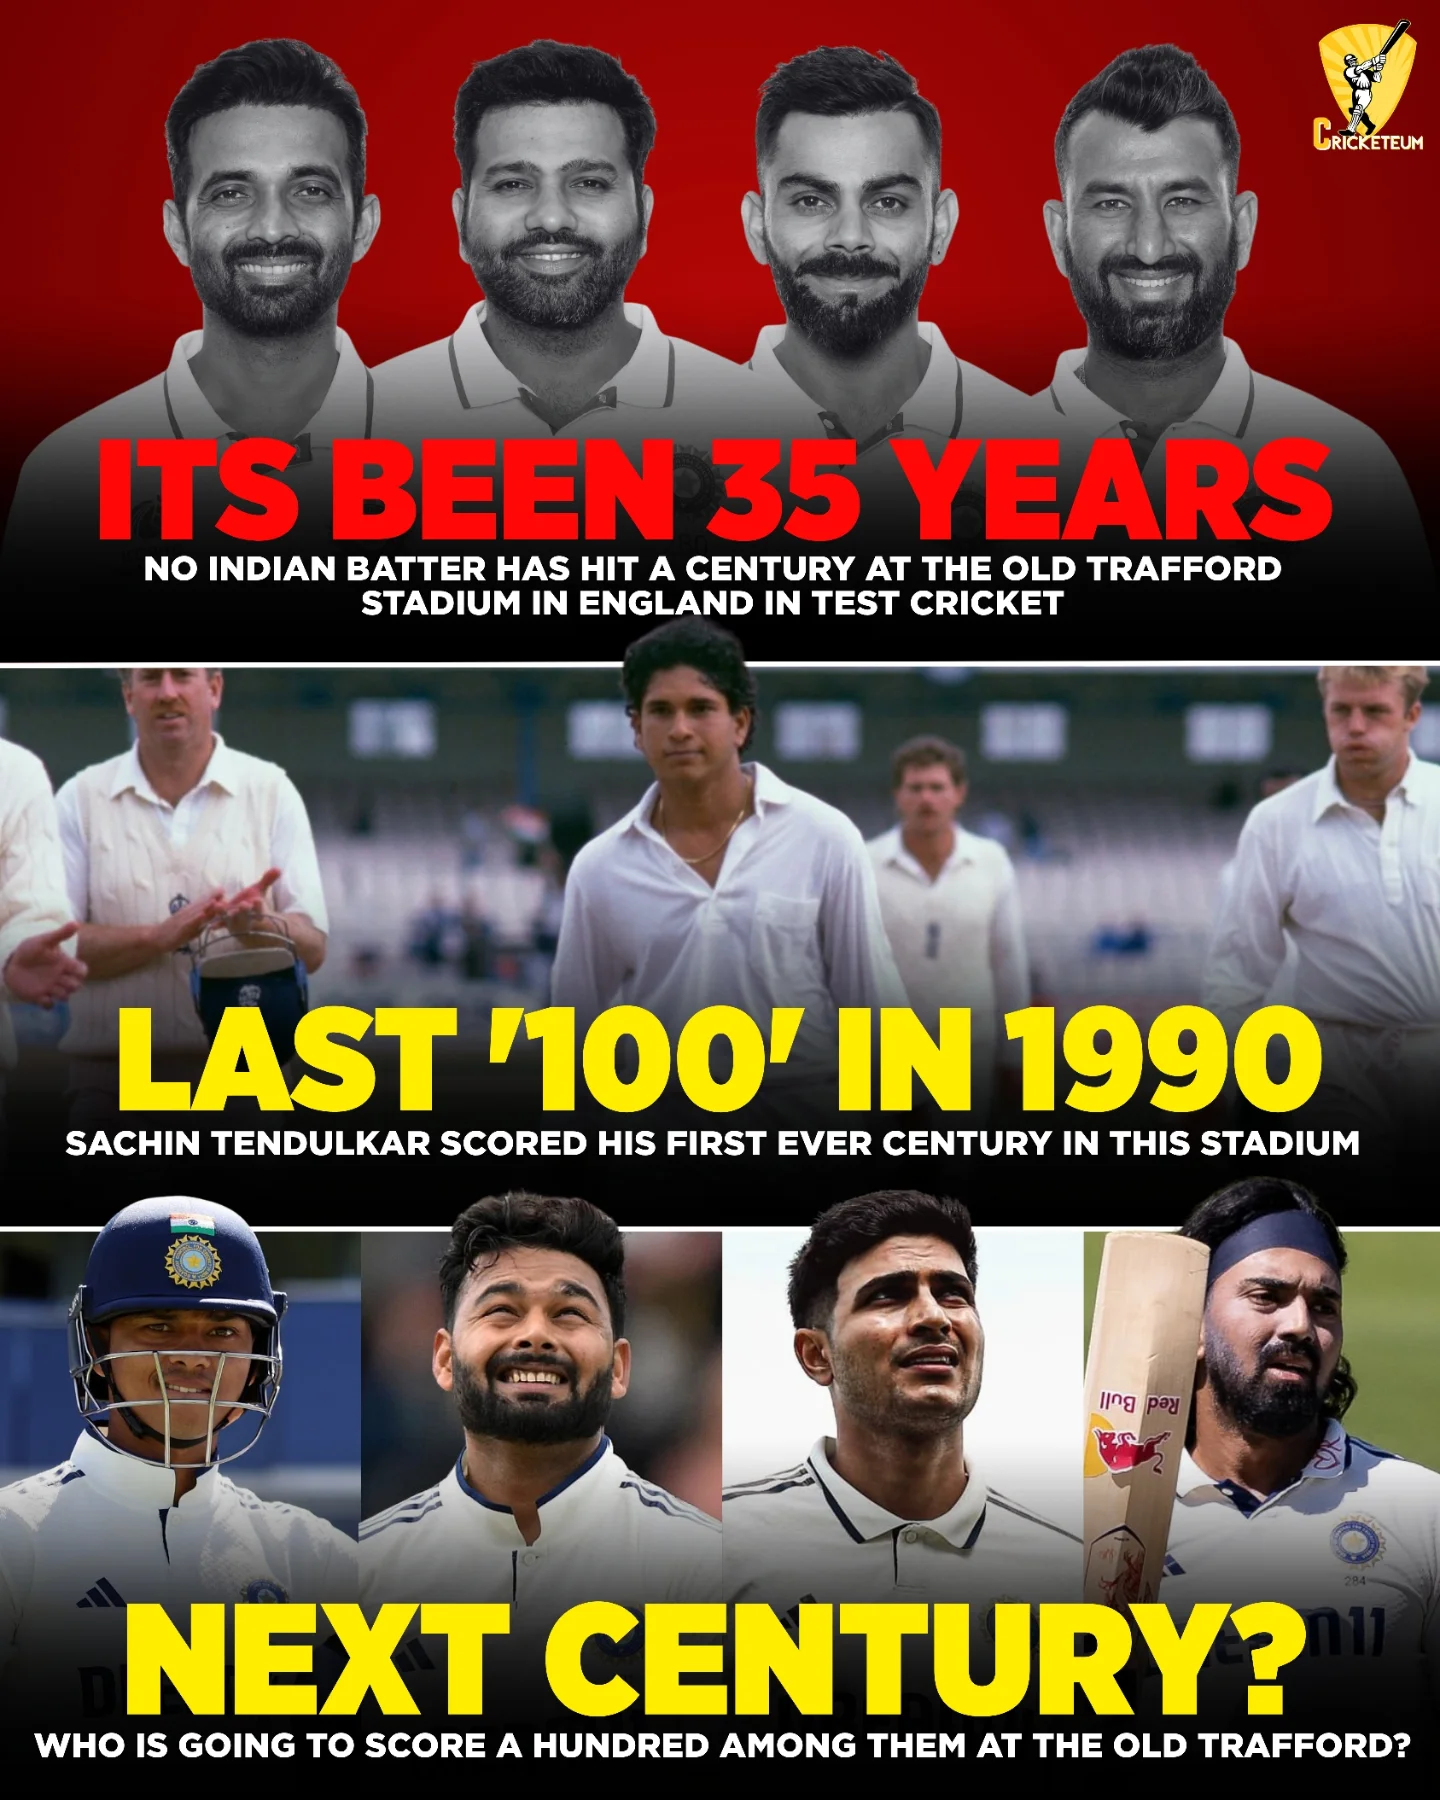 CRICKETEUM
ITS BEEN 35 YEARS
NO INDIAN BATTER HAS HIT A CENTURY AT THE OLD TRAFFORD
STADIUM IN ENGLAND IN TEST CRICKET
LAST '100' IN 1990
SACHIN TENDULKAR SCORED HIS FIRST EVER CENTURY IN THIS STADIUM
Red Bull
284
NEXT CENTURY?
WHO IS GOING TO SCORE A HUNDRED AMONG THEM AT THE OLD TRAFFORD?